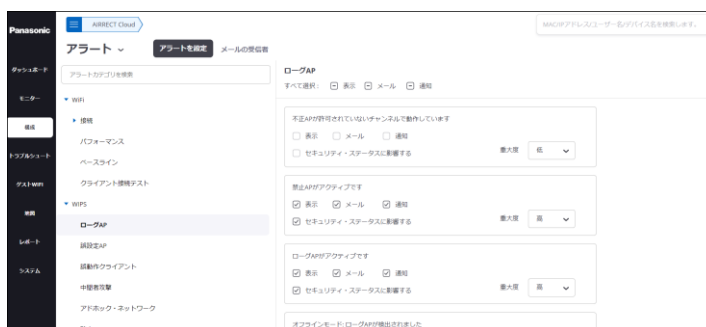 Panasonic
AIRRECT Cloud
MAC/IPアドレス/ユーザー名/デバイス名を検索します。
アラート
アラートを設定
メールの受信者
ダッシュボード
モニター
構成
トラブルシュート
テストWiFi
地図
レポート
システム
アラートカテゴリを検索
WiFi
接続
パフォーマンス
ベースライン
クライアント接続テスト
WIPS
ローグAP
誤設定AP
誤動作クライアント
中間者攻撃
アドホック・ネットワーク
ローグAP
すべて選択: 表示 メール 通知
不正APが許可されていないチャンネルで動作しています
表示 メール 通知
セキュリティ・ステータスに影響する 重大度 低
禁止APがアクティブです
表示 メール 通知
セキュリティ・ステータスに影響する 重大度 高
ローグAPがアクティブです
表示 メール 通知
セキュリティ・ステータスに影響する 重大度 高
オフラインモード:ローグAPが検出されました